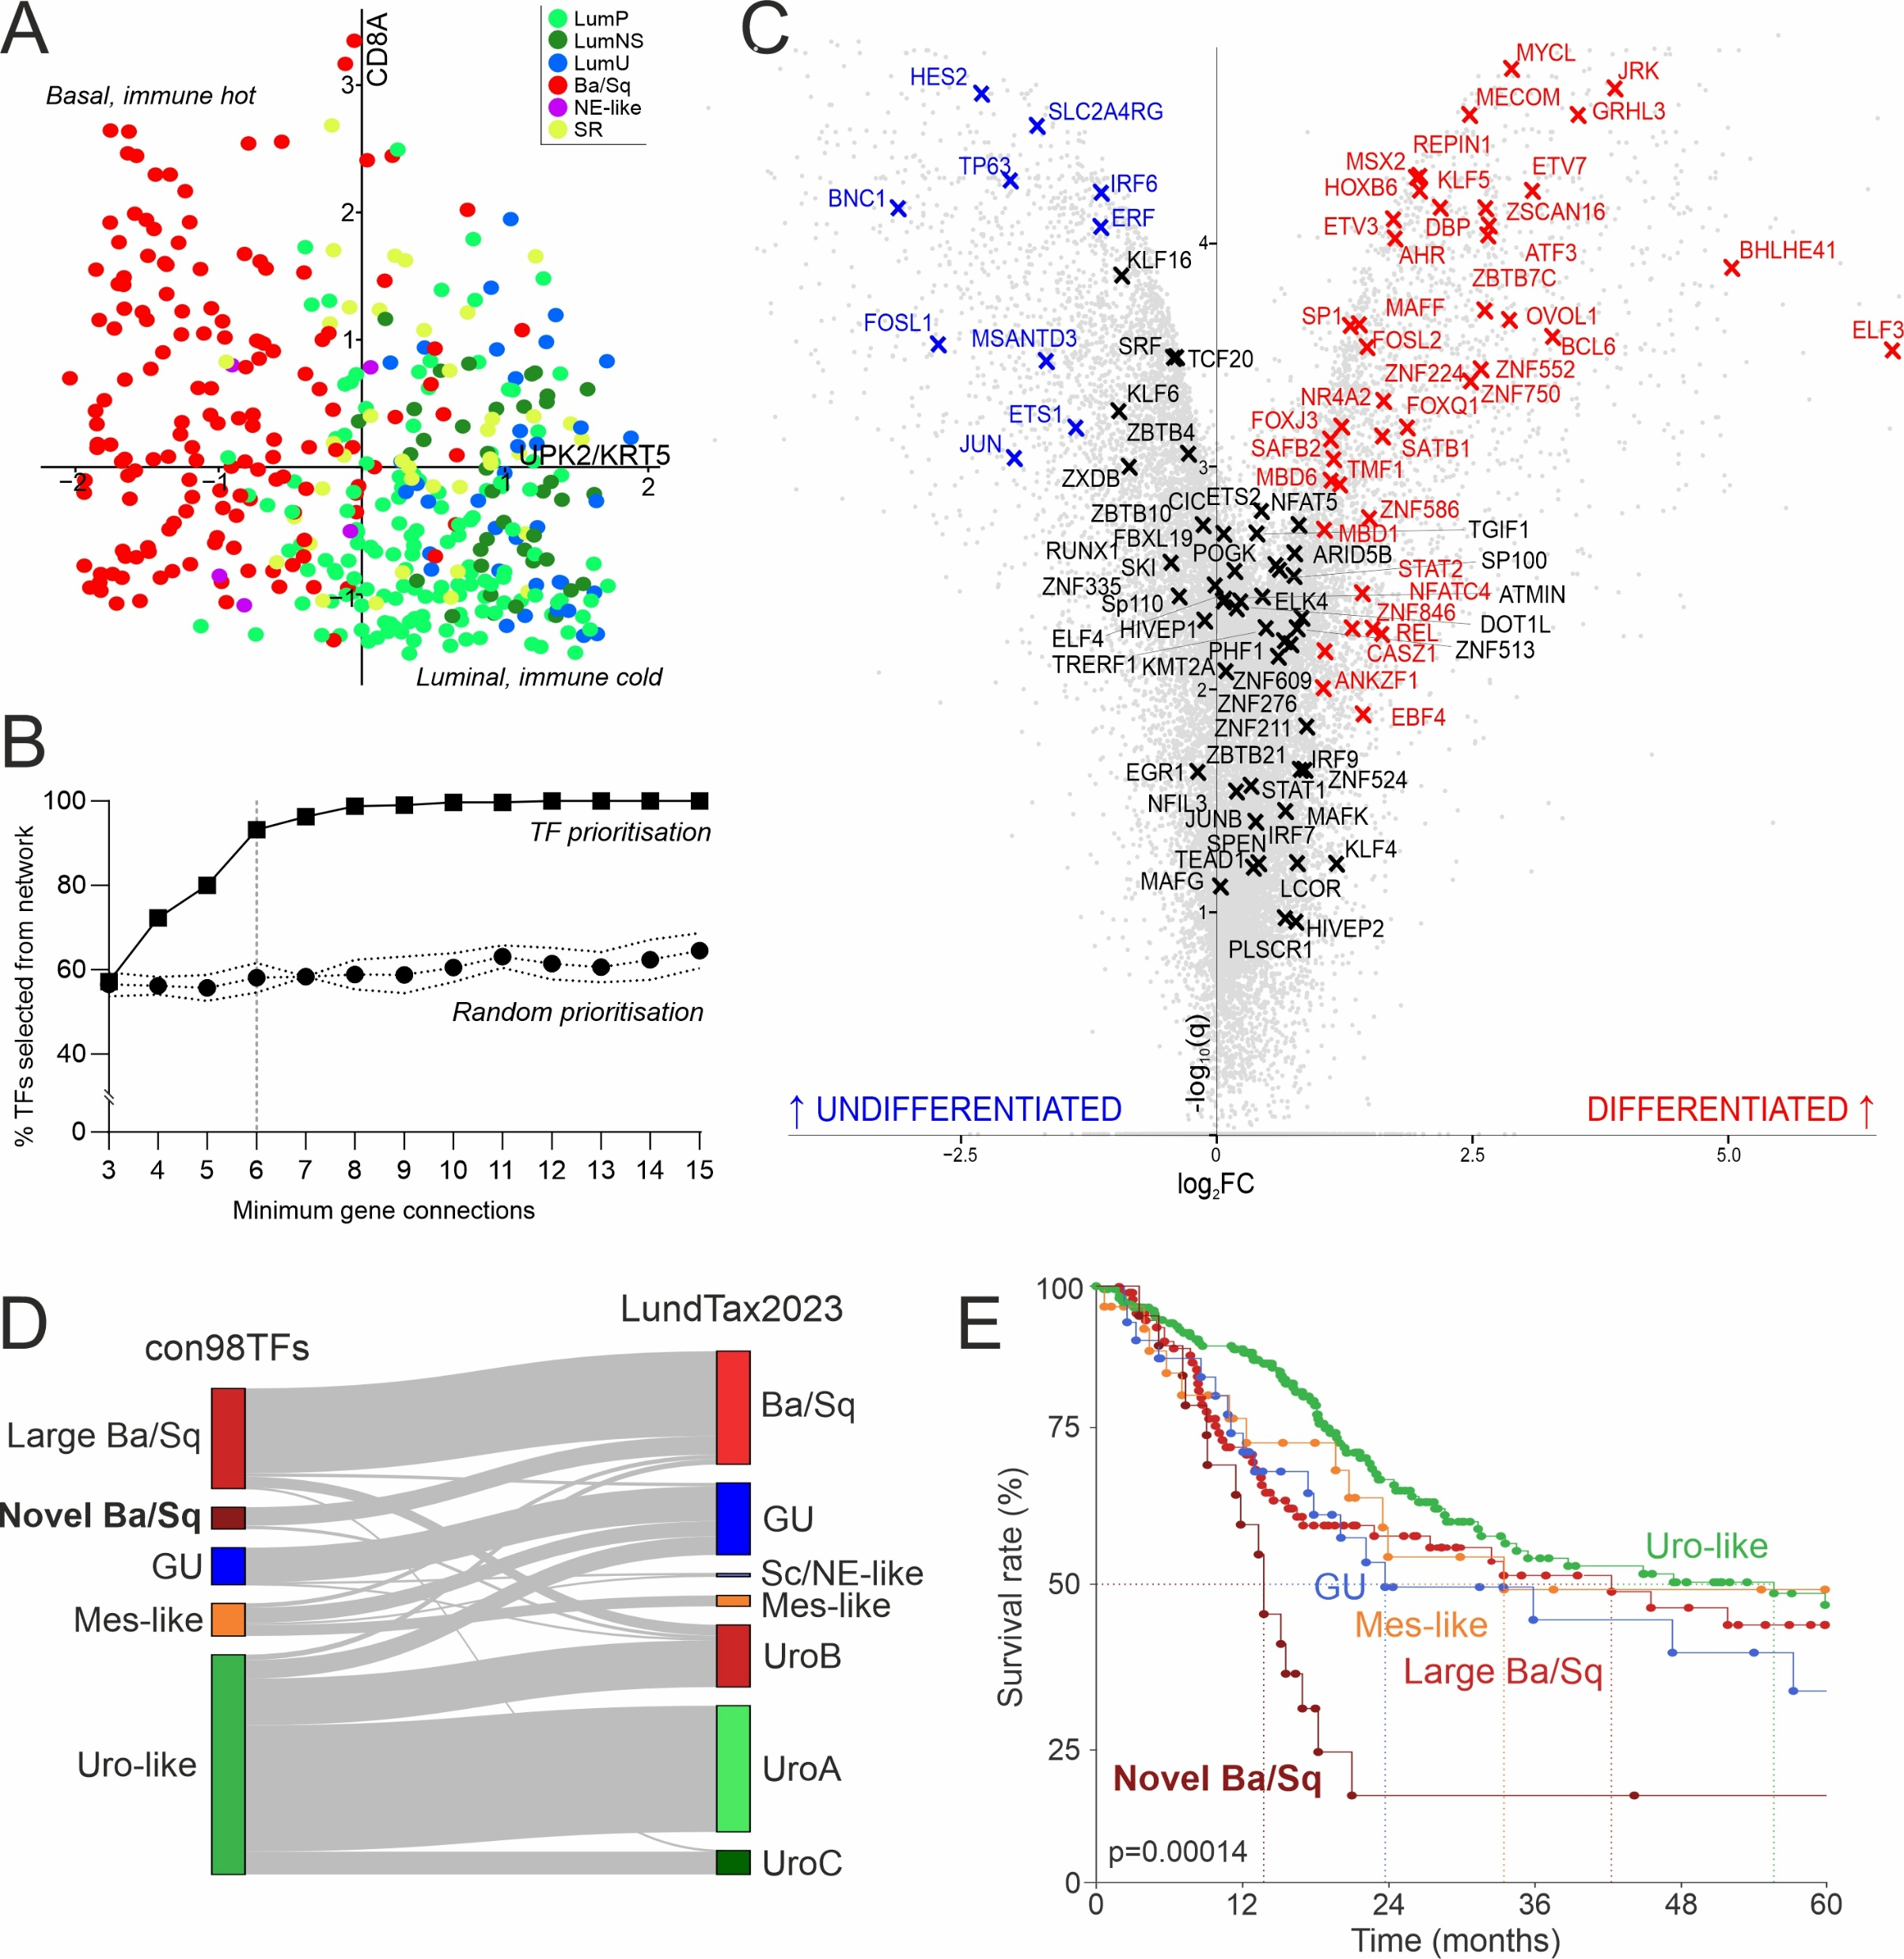 A
CD8A
LumP
LumNS
LumU
Ba/Sq
NE-like
SR
Basal, immune hot
3
2
1
UPK2/KRT5
−2
−1
1
2
−1
Luminal, immune cold
B
100
80
60
40
0
% TFs selected from network
TF prioritisation
Random prioritisation
3 4 5 6 7 8 9 10 11 12 13 14 15
Minimum gene connections
C
HES2
SLC2A4RG
TP63
IRF6
BNC1
ERF
KLF16
FOSL1
MSANTD3
SRF
TCF20
KLF6
ETS1
ZBTB4
JUN
ZXDB
MYCL
JRK
MECOM
GRHL3
REPIN1
MSX2
ETV7
HOXB6
KLF5
ZSCAN16
ETV3
DBP
AHR
ATF3
BHLHE41
ZBTB7C
MAFF
SP1
OVOL1
FOSL2
BCL6
ELF3
ZNF224
ZNF552
ZNF750
NR4A2
FOXQ1
FOXJ3
SAFB2
SATB1
MBD6
TMF1
CIC
ETS2
NFAT5
ZNF586
ZBTB10
MBD1
TGIF1
FBXL19
RUNX1
POGK
ARID5B
SP100
SKI
STAT2
ZNF335
NFATC4
ATMIN
Sp110
ELK4
ZNF846
DOT1L
ELF4
HIVEP1
REL
TRERF1
PHF1
CASZ1
ZNF513
KMT2A
ZNF609
ANKZF1
ZNF276
EBF4
ZNF211
ZBTB21
EGR1
IRF9
ZNF524
NFIL3
STAT1
JUNB
MAFK
SPEN
IRF7
TEAD1
KLF4
MAFG
LCOR
HIVEP2
PLSCR1
4
3
2
1
-log10(q)
↑ UNDIFFERENTIATED
DIFFERENTIATED ↑
−2.5
0
2.5
5.0
log2FC
D
con98TFs
LundTax2023
Large Ba/Sq
Novel Ba/Sq
GU
Mes-like
Uro-like
Ba/Sq
GU
Sc/NE-like
Mes-like
UroB
UroA
UroC
E
100
75
50
25
0
Survival rate (%)
Uro-like
GU
Mes-like
Large Ba/Sq
Novel Ba/Sq
p=0.00014
0 12 24 36 48 60
Time (months)